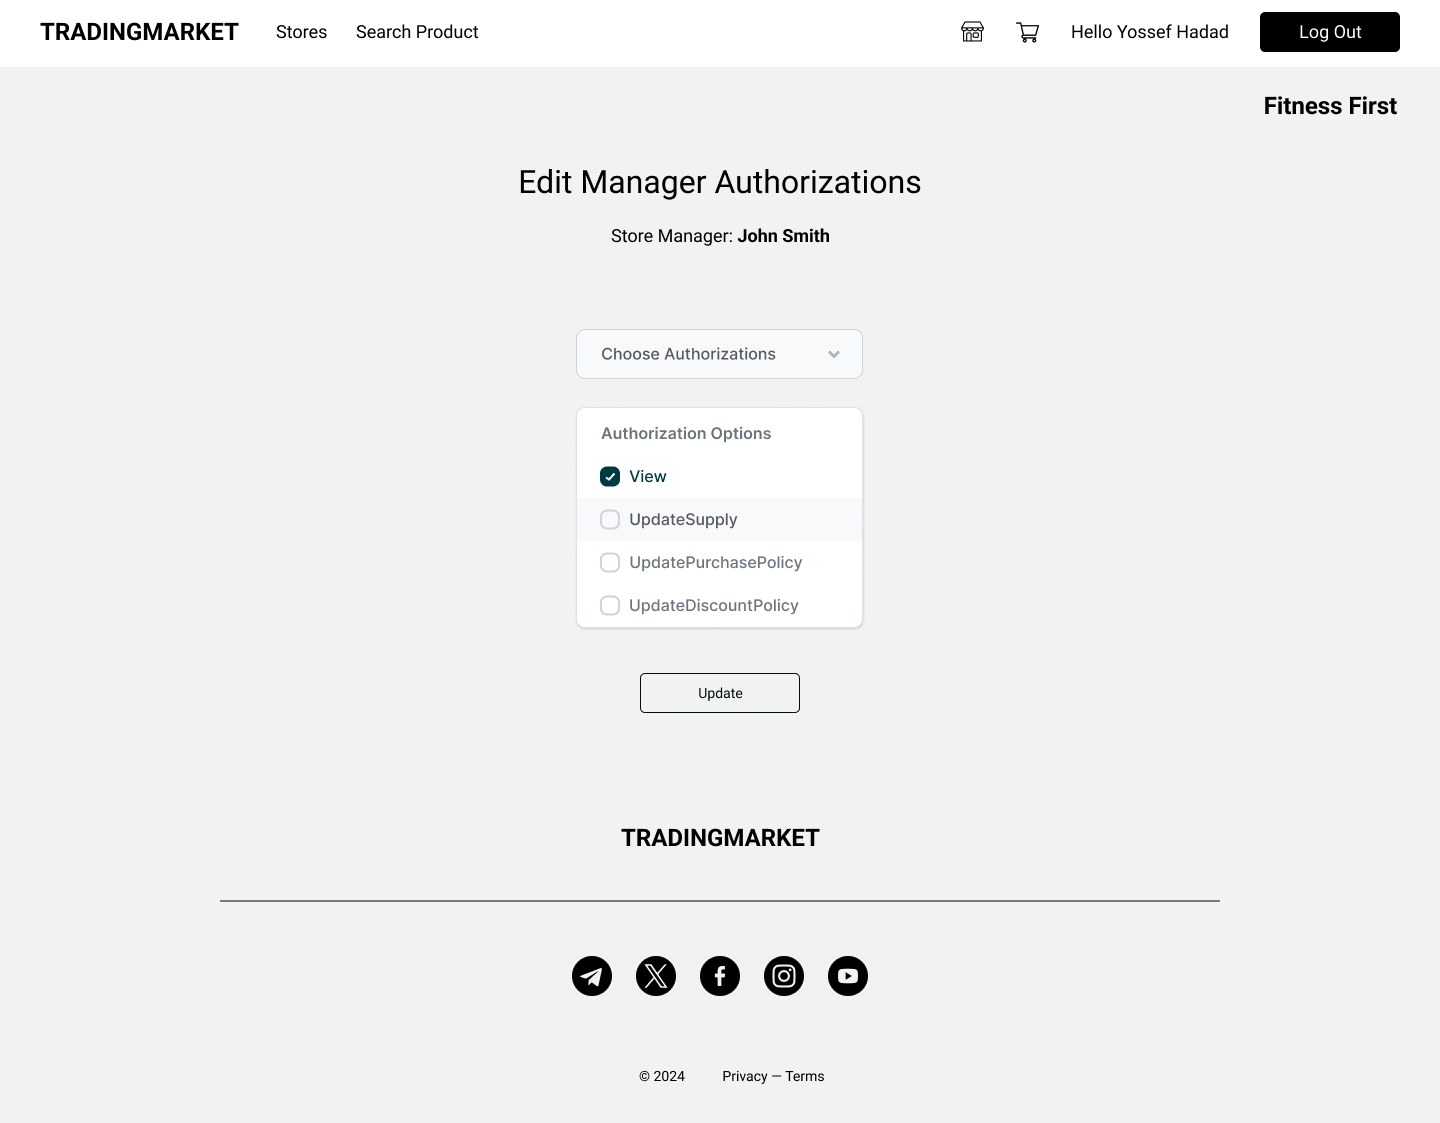 TRADINGMARKET Stores Search Product Hello Yossef Hadad Log Out
Fitness First
Edit Manager Authorizations
Store Manager: John Smith
Choose Authorizations
Authorization Options
View
UpdateSupply
UpdatePurchasePolicy
UpdateDiscountPolicy
Update
TRADINGMARKET
© 2024 Privacy — Terms